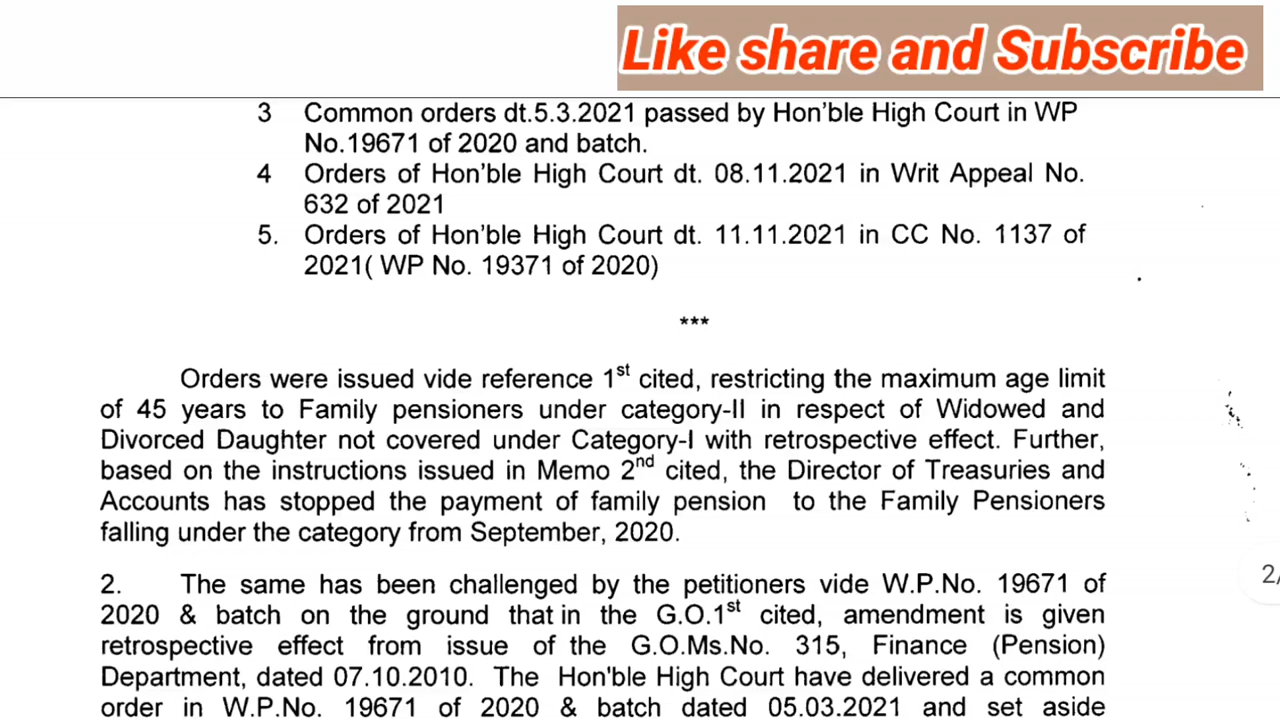 Like share and Subscribe
3 Common orders dt.5.3.2021 passed by Hon'ble High Court in WP
No.19671 of 2020 and batch.
4 Orders of Hon'ble High Court dt. 08.11.2021 in Writ Appeal No.
632 of 2021
5. Orders of Hon'ble High Court dt. 11.11.2021 in CC No. 1137 of
2021( WP No. 19371 of 2020)
***
Orders were issued vide reference 1st cited, restricting the maximum age limit
of 45 years to Family pensioners under category-II in respect of Widowed and
Divorced Daughter not covered under Category-I with retrospective effect. Further,
based on the instructions issued in Memo 2nd cited, the Director of Treasuries and
Accounts has stopped the payment of family pension to the Family Pensioners
falling under the category from September, 2020.
2/
2. The same has been challenged by the petitioners vide W.P.No. 19671 of
2020 & batch on the ground that in the G.O.1st cited, amendment is given
retrospective effect from issue of the G.O.Ms.No. 315, Finance (Pension)
Department, dated 07.10.2010. The Hon'ble High Court have delivered a common
order in W.P.No. 19671 of 2020 & batch dated 05.03.2021 and set aside